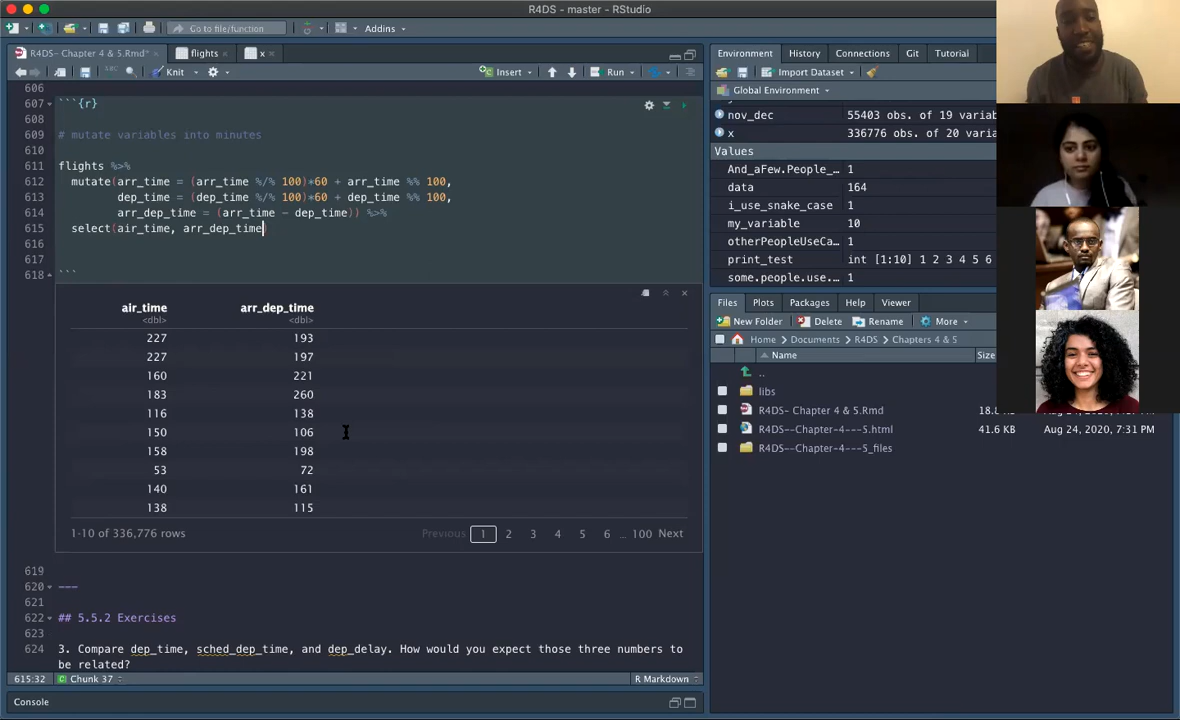 R4DS - master - RStudio
Go to file/function
Addins
R4DS- Chapter 4 & 5.Rmd*
flights
x
Knit
Insert
Run
606
607 ```{r}
608
609 # mutate variables into minutes
610
611 flights %>%
612 mutate(arr_time = (arr_time %/% 100)*60 + arr_time %% 100,
613 dep_time = (dep_time %/% 100)*60 + dep_time %% 100,
614 arr_dep_time = (arr_time - dep_time)) %>%
615 select(air_time, arr_dep_time)
616
617
618 ```
air_time arr_dep_time
<dbl> <dbl>
227 193
227 197
160 221
183 260
116 138
150 106
158 198
53 72
140 161
138 115
1-10 of 336,776 rows
Previous 1 2 3 4 5 6 ... 100 Next
619
620 ---
621
622 ## 5.5.2 Exercises
623
624 3. Compare dep_time, sched_dep_time, and dep_delay. How would you expect those three numbers to
be related?
615:32
Chunk 37
R Markdown
Console
Environment History Connections Git Tutorial
Import Dataset
Global Environment
nov_dec 55403 obs. of 19 variab
x 336776 obs. of 20 variab
Values
And_aFew.People_… 1
data 164
i_use_snake_case 1
my_variable 10
otherPeopleUseCa… 1
print_test int [1:10] 1 2 3 4 5 6
some.people.use.… 1
Files Plots Packages Help Viewer
New Folder Delete Rename More
Home Documents R4DS Chapters 4 & 5
Name Size
..
libs
R4DS- Chapter 4 & 5.Rmd
R4DS--Chapter-4---5.html 41.6 KB Aug 24, 2020, 7:31 PM
R4DS--Chapter-4---5_files